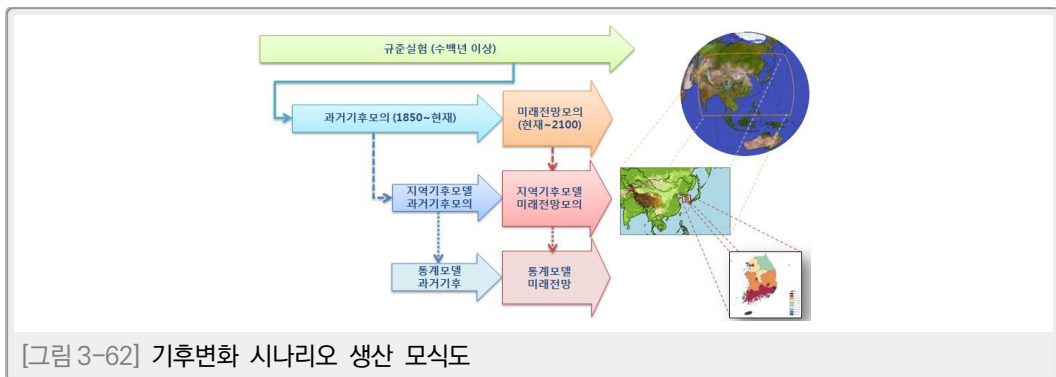 규준실험 (수백년 이상)
과거기후모의 (1850~현재)
미래전망모의
(현재~2100)
지역기후모델
과거기후모의
지역기후모델
미래전망모의
통계모델
과거기후
통계모델
미래전망
[그림 3-62] 기후변화 시나리오 생산 모식도